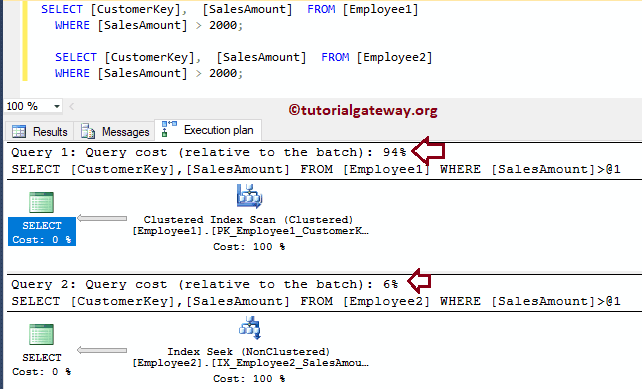 SELECT [CustomerKey], [SalesAmount] FROM [Employee1]
WHERE [SalesAmount] > 2000;
SELECT [CustomerKey], [SalesAmount] FROM [Employee2]
WHERE [SalesAmount] > 2000;
100 %
©tutorialgateway.org
Results Messages Execution plan
Query 1: Query cost (relative to the batch): 94%
SELECT [CustomerKey],[SalesAmount] FROM [Employee1] WHERE [SalesAmount]>@1
SELECT
Cost: 0 %
Clustered Index Scan (Clustered)
[Employee1].[PK_Employee1_CustomerK…
Cost: 100 %
Query 2: Query cost (relative to the batch): 6%
SELECT [CustomerKey],[SalesAmount] FROM [Employee2] WHERE [SalesAmount]>@1
SELECT
Cost: 0 %
Index Seek (NonClustered)
[Employee2].[IX_Employee2_SalesAmou…
Cost: 100 %